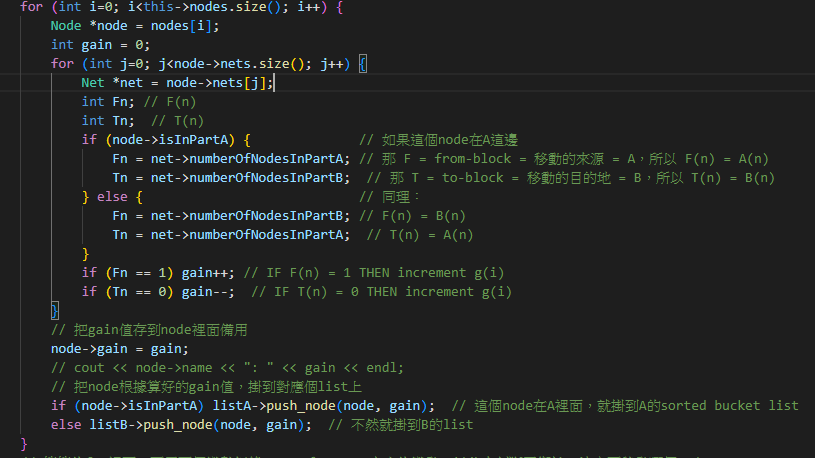 for (int i=0; i<this->nodes.size(); i++) {
Node *node = nodes[i];
int gain = 0;
for (int j=0; j<node->nets.size(); j++) {
Net *net = node->nets[j];
int Fn; // F(n)
int Tn;  // T(n)
if (node->isInPartA) {              // 如果這個node在A這邊
Fn = net->numberOfNodesInPartA; // 那 F = from-block = 移動的來源 = A，所以 F(n) = A(n)
Tn = net->numberOfNodesInPartB;  // 那 T = to-block = 移動的目的地 = B，所以 T(n) = B(n)
} else {                            // 同理：
Fn = net->numberOfNodesInPartB; // F(n) = B(n)
Tn = net->numberOfNodesInPartA;  // T(n) = A(n)
}
if (Fn == 1) gain++; // IF F(n) = 1 THEN increment g(i)
if (Tn == 0) gain--;  // IF T(n) = 0 THEN increment g(i)
}
// 把gain值存到node裡面備用
node->gain = gain;
// cout << node->name << ": " << gain << endl;
// 把node根據算好的gain值，掛到對應個list上
if (node->isInPartA) listA->push_node(node, gain);  // 這個node在A裡面，就掛到A的sorted bucket list
else listB->push_node(node, gain);  // 不然就掛到B的list
}